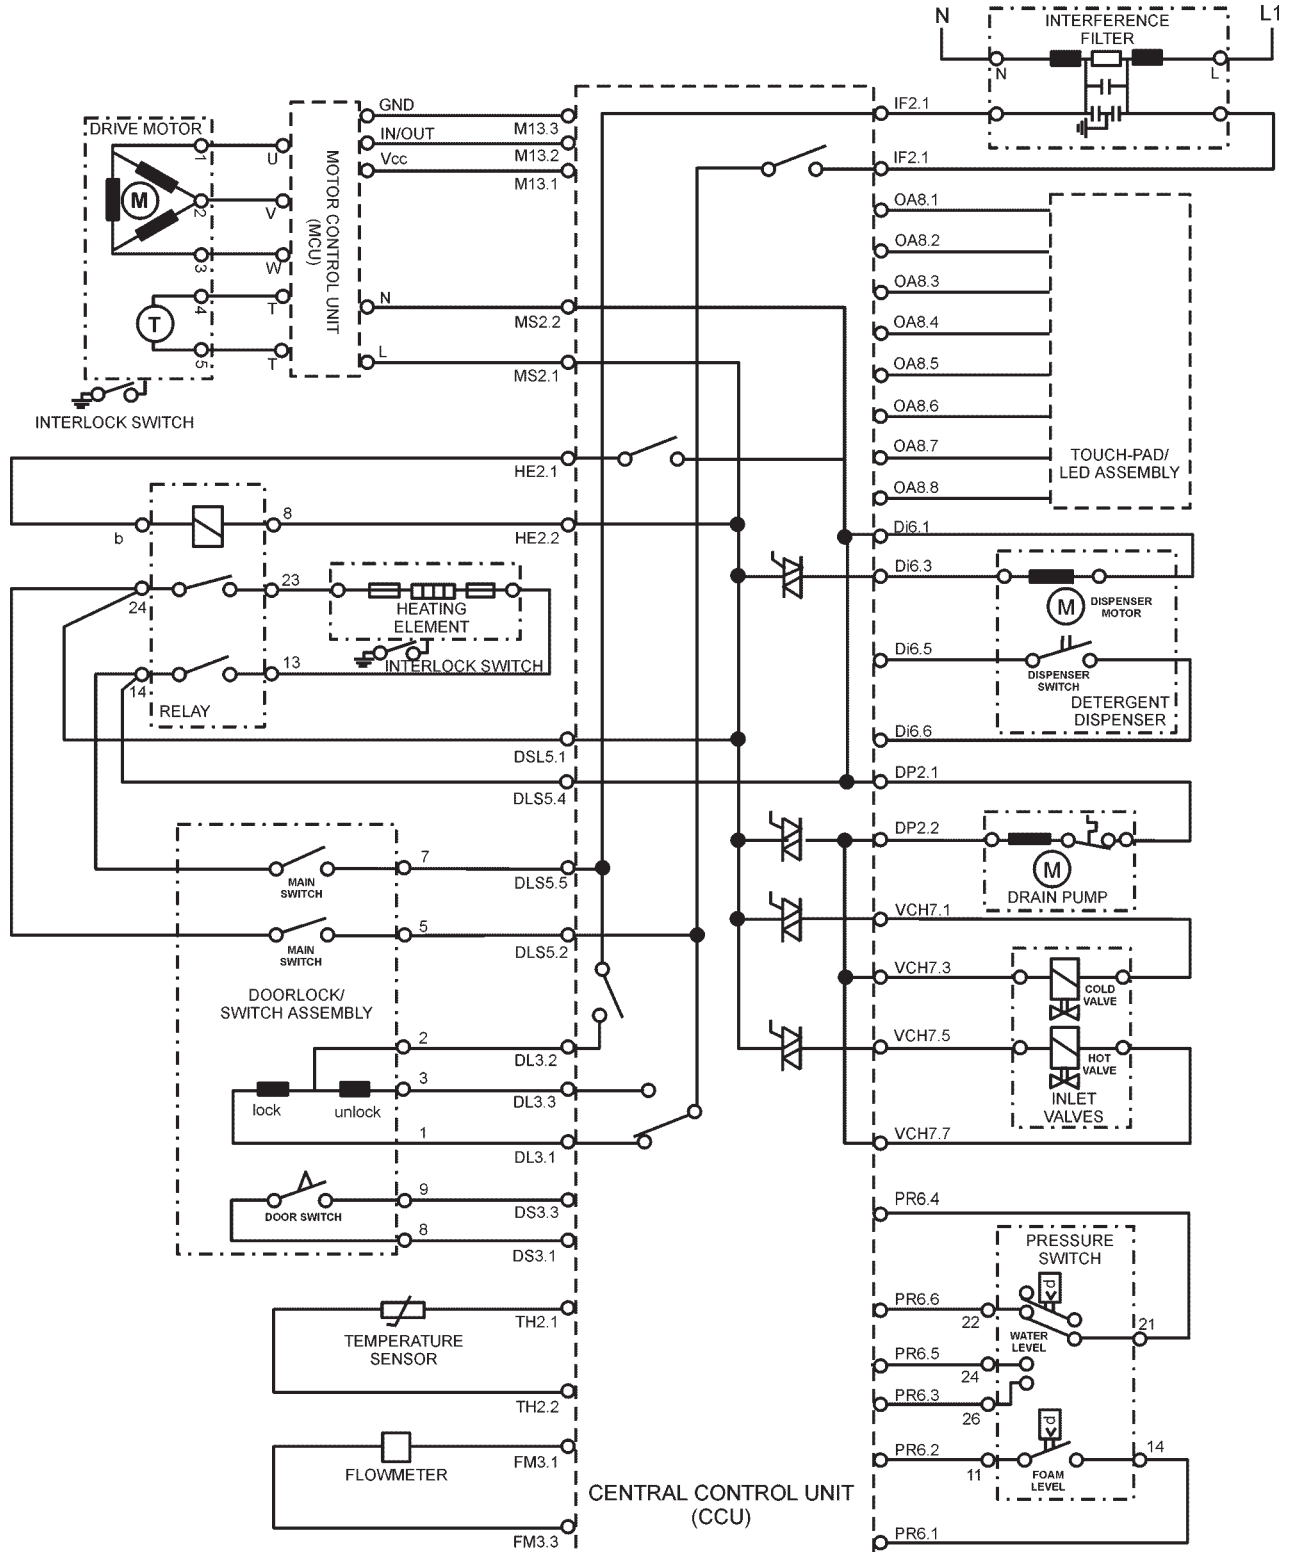 N
L1
INTERFERENCE
FILTER
N
L
IF2.1
IF2.1
GND
M13.3
IN/OUT
M13.2
Vcc
M13.1
DRIVE MOTOR
1
U
M
2
V
3
W
4
T
T
5
T
MOTOR CONTROL UNIT
(MCU)
N
MS2.2
L
MS2.1
INTERLOCK SWITCH
OA8.1
OA8.2
OA8.3
OA8.4
OA8.5
OA8.6
OA8.7
OA8.8
TOUCH-PAD/
LED ASSEMBLY
HE2.1
b
8
HE2.2
24
23
HEATING
ELEMENT
INTERLOCK SWITCH
14
13
RELAY
DSL5.1
DLS5.4
Di6.1
Di6.3
M
DISPENSER
MOTOR
Di6.5
DISPENSER
SWITCH
DETERGENT
DISPENSER
Di6.6
DP2.1
DP2.2
M
DRAIN PUMP
7
MAIN
SWITCH
DLS5.5
5
MAIN
SWITCH
DLS5.2
DOORLOCK/
SWITCH ASSEMBLY
VCH7.1
VCH7.3
COLD
VALVE
VCH7.5
HOT
VALVE
INLET
VALVES
VCH7.7
2
DL3.2
3
lock
unlock
DL3.3
1
DL3.1
9
DOOR SWITCH
DS3.3
8
DS3.1
TH2.1
TEMPERATURE
SENSOR
TH2.2
FM3.1
FLOWMETER
FM3.3
PR6.4
PRESSURE
SWITCH
P
PR6.6
22
WATER
LEVEL
21
PR6.5
24
PR6.3
26
P
PR6.2
11
FOAM
LEVEL
14
PR6.1
CENTRAL CONTROL UNIT
(CCU)